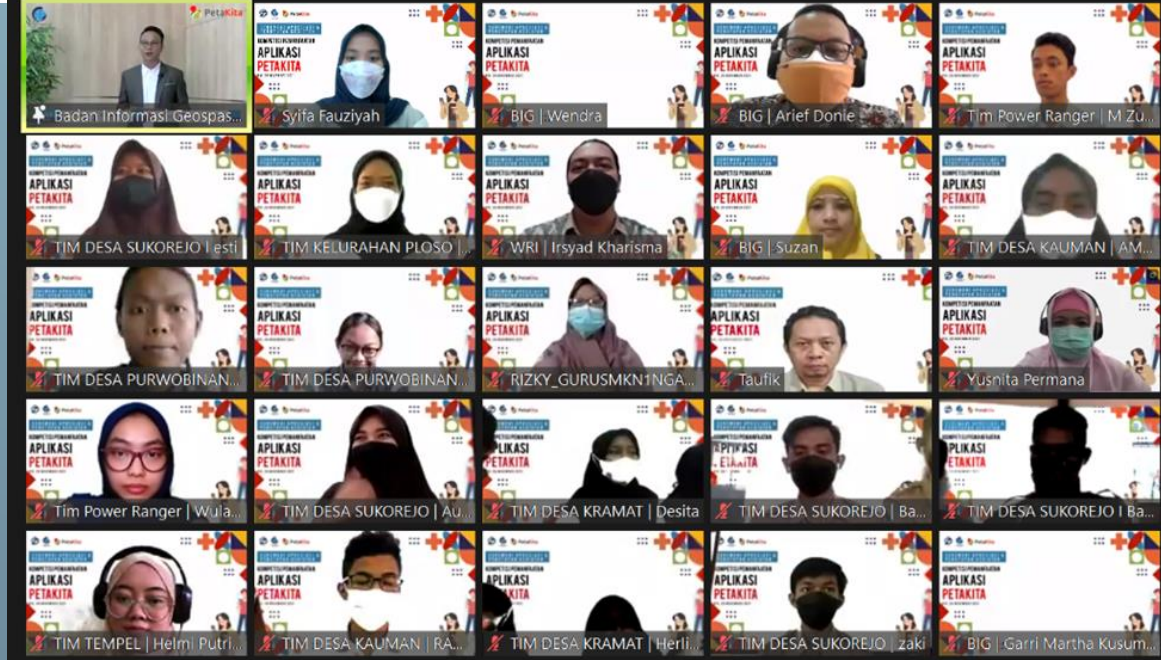 PetaKita
Badan Informasi Geospas...
Syifa Fauziyah
BIG | Wendra
BIG | Arief Donie
Tim Power Ranger | M Zu...
KOMPETISI PEMANFAATAN
APLIKASI
PETAKITA
TIM DESA SUKOREJO I esti
TIM KELURAHAN PLOSO |...
WRI | Irsyad Kharisma
BIG | Suzan
TIM DESA KAUMAN | AM...
TIM DESA PURWOBINAN...
TIM DESA PURWOBINAN...
RIZKY_GURUSMKN1NGA...
Taufik
Yusnita Permana
Tim Power Ranger | Wula...
TIM DESA SUKOREJO | Au...
TIM DESA KRAMAT | Desita
TIM DESA SUKOREJO | Ba...
TIM DESA SUKOREJO I Ba...
TIM TEMPEL | Helmi Putri...
TIM DESA KAUMAN | RA...
TIM DESA KRAMAT | Herli...
TIM DESA SUKOREJO | zaki
BIG | Garri Martha Kusum...